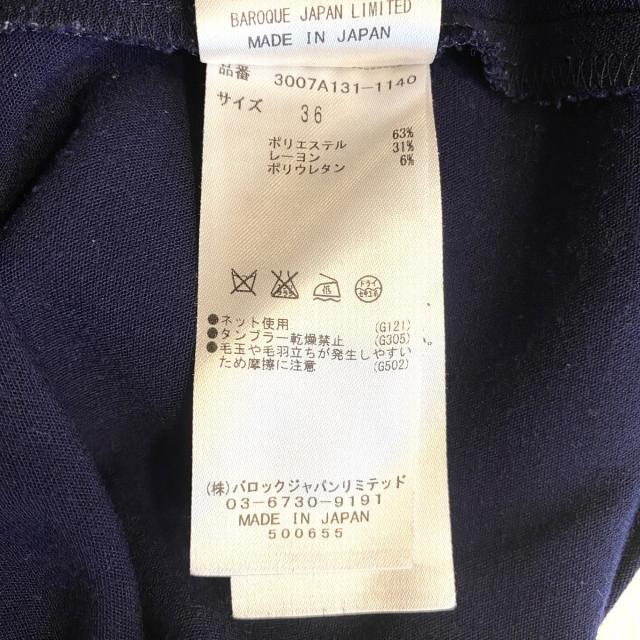 BAROQUE JAPAN LIMITED
MADE IN JAPAN
品番 3007A131-1140
サイズ 36
ポリエステル 63%
レーヨン 31%
ポリウレタン 6%
ドライ
●ネット使用 (G121)
●タンブラー乾燥禁止 (G305)
●毛玉や毛羽立ちが発生しやすい
ため摩擦に注意 (G502)
(株)バロックジャパンリミテッド
03-6730-9191
MADE IN JAPAN
500655